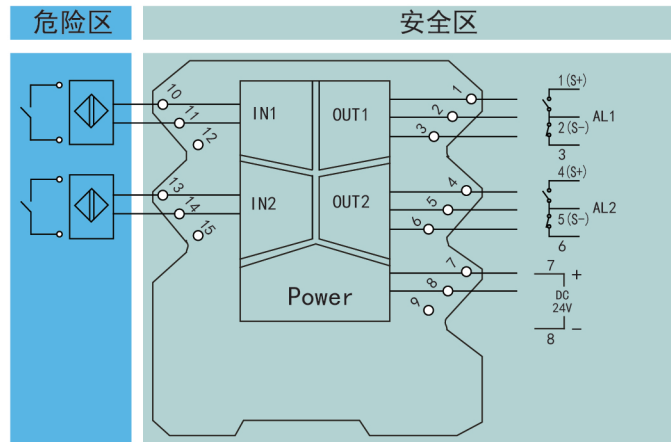 危险区
安全区
10
11
12
IN1
OUT1
1
2
3
1(S+)
AL1
2(S-)
3
13
14
15
IN2
OUT2
4
5
6
4(S+)
AL2
5(S-)
6
Power
7
8
9
7 +
DC
24V
8 −